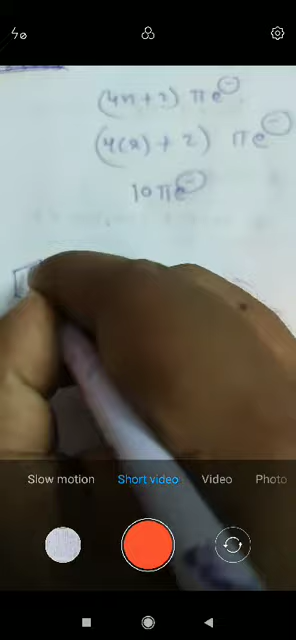 (4n+2) πe⊖
(4(2)+2) πe⊖
10πe⊖
Slow motion Short video Video Photo